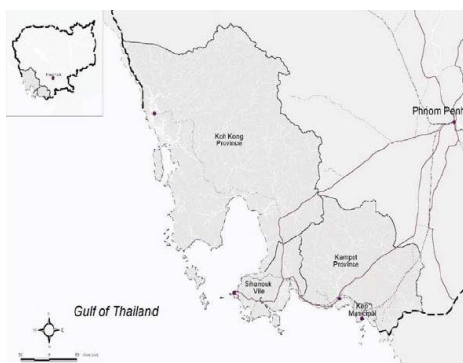 Phnom Penh
Koh Kong
Province
Kampot
Province
Sihanouk
Ville
Kep
Municipal
Gulf of Thailand